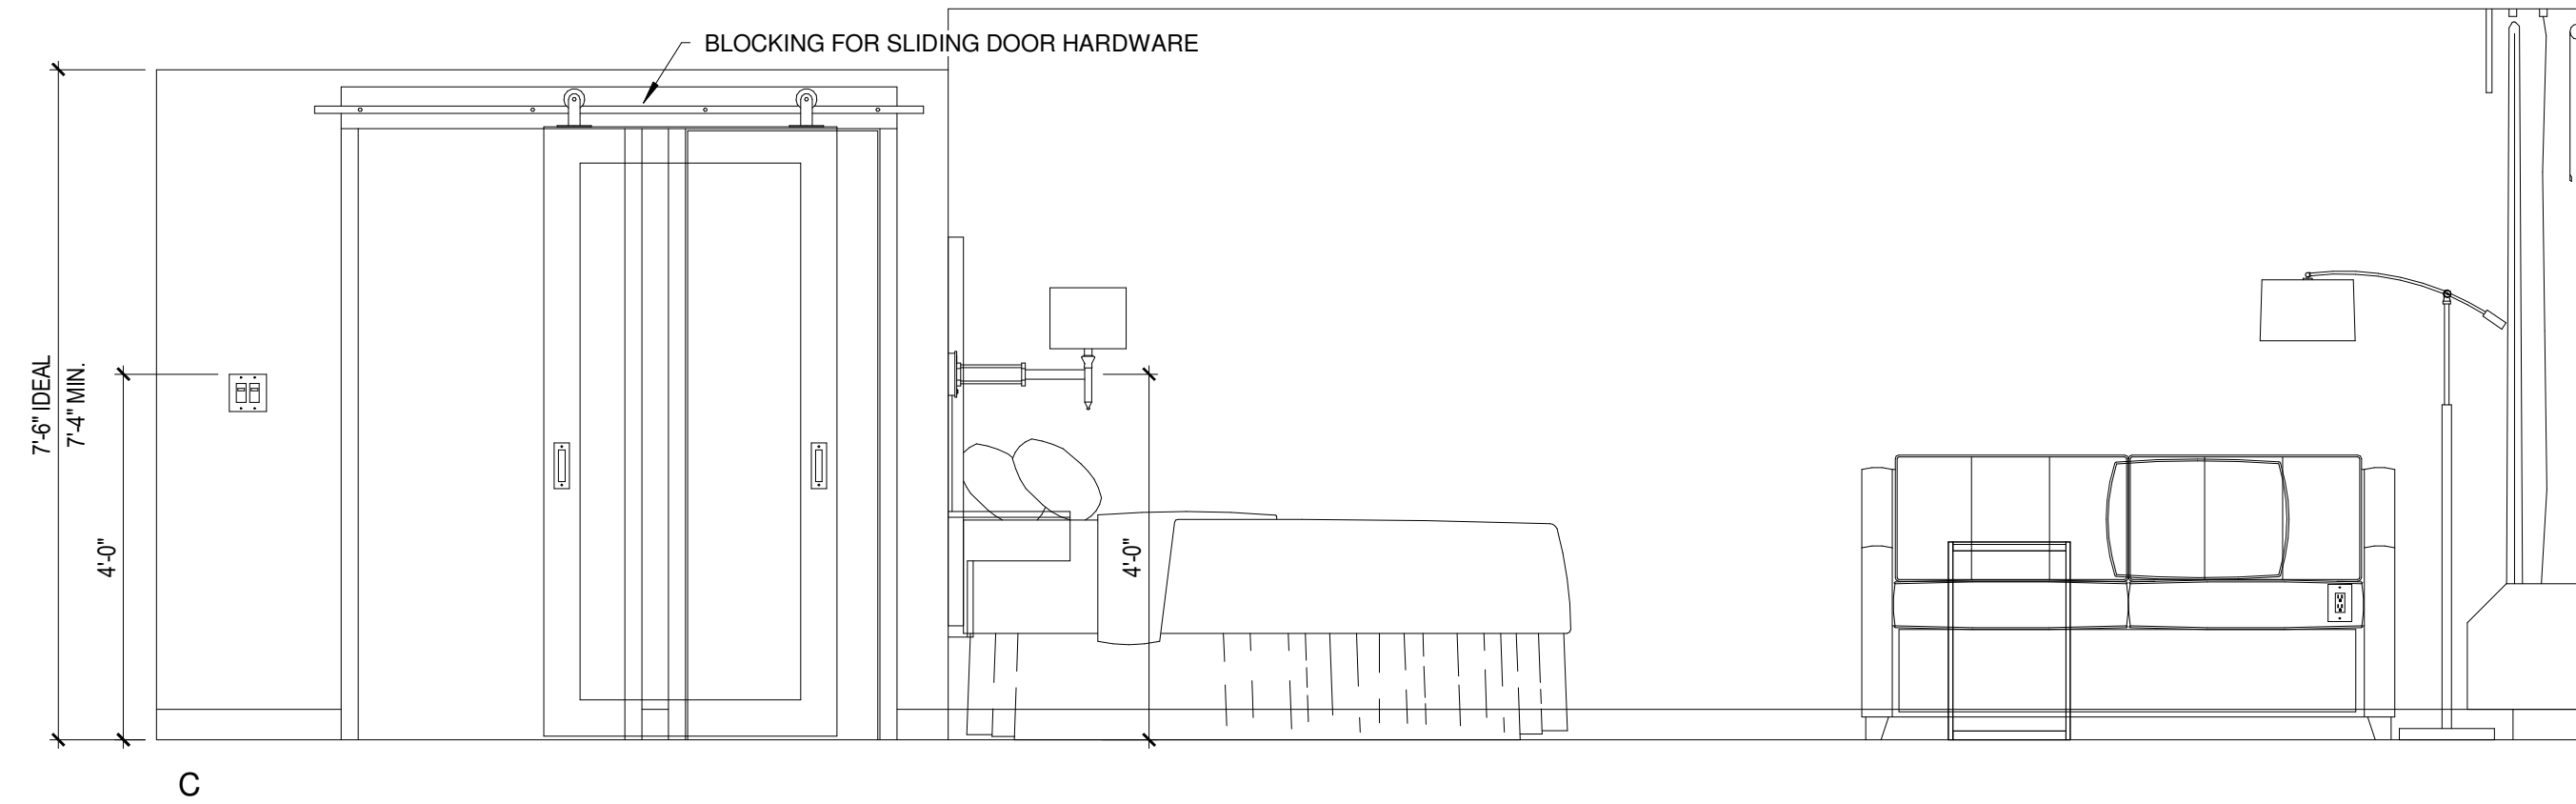 BLOCKING FOR SLIDING DOOR HARDWARE
7'-6" IDEAL
7'-4" MIN.
4'-0"
4'-0"
C